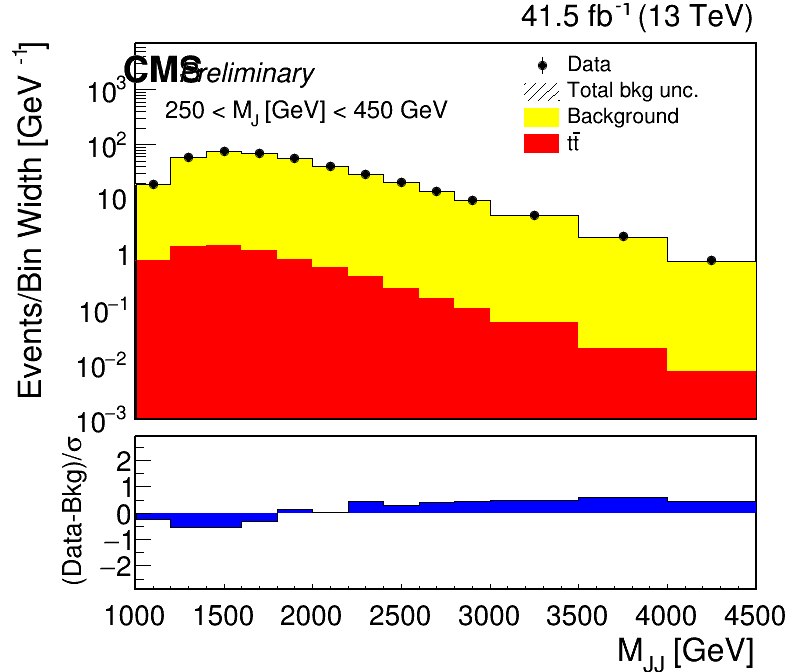 41.5 fb⁻¹ (13 TeV)
CMS Preliminary
250 < M_J [GeV] < 450 GeV
Data
Total bkg unc.
Background
tt̄
Events/Bin Width [GeV⁻¹]
10³
10²
10
1
10⁻¹
10⁻²
10⁻³
(Data-Bkg)/σ
2
1
0
−1
−2
1000 1500 2000 2500 3000 3500 4000 4500
M_JJ [GeV]